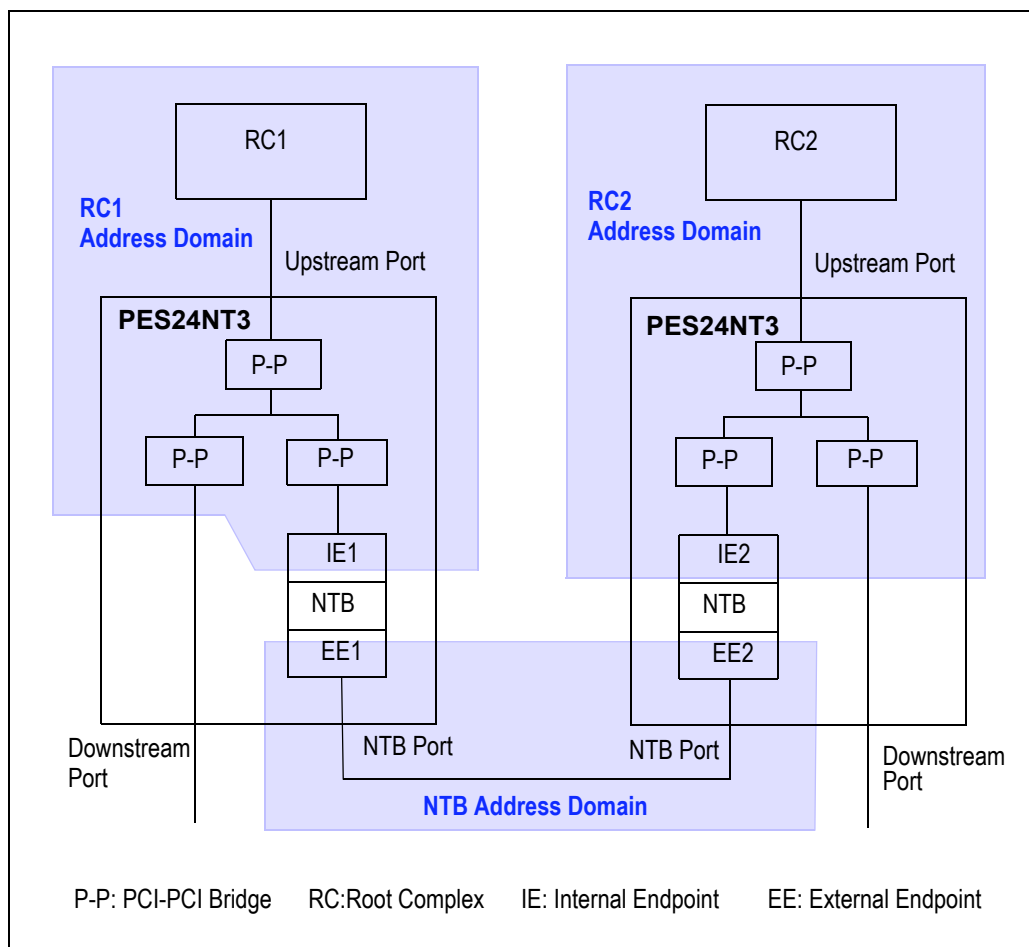 RC1
RC2
RC1
Address Domain
RC2
Address Domain
Upstream Port
Upstream Port
PES24NT3
PES24NT3
P-P
P-P
P-P
P-P
P-P
P-P
IE1
IE2
NTB
NTB
EE1
EE2
Downstream
Port
NTB Port
NTB Port
Downstream
Port
NTB Address Domain
P-P: PCI-PCI Bridge RC:Root Complex IE: Internal Endpoint EE: External Endpoint